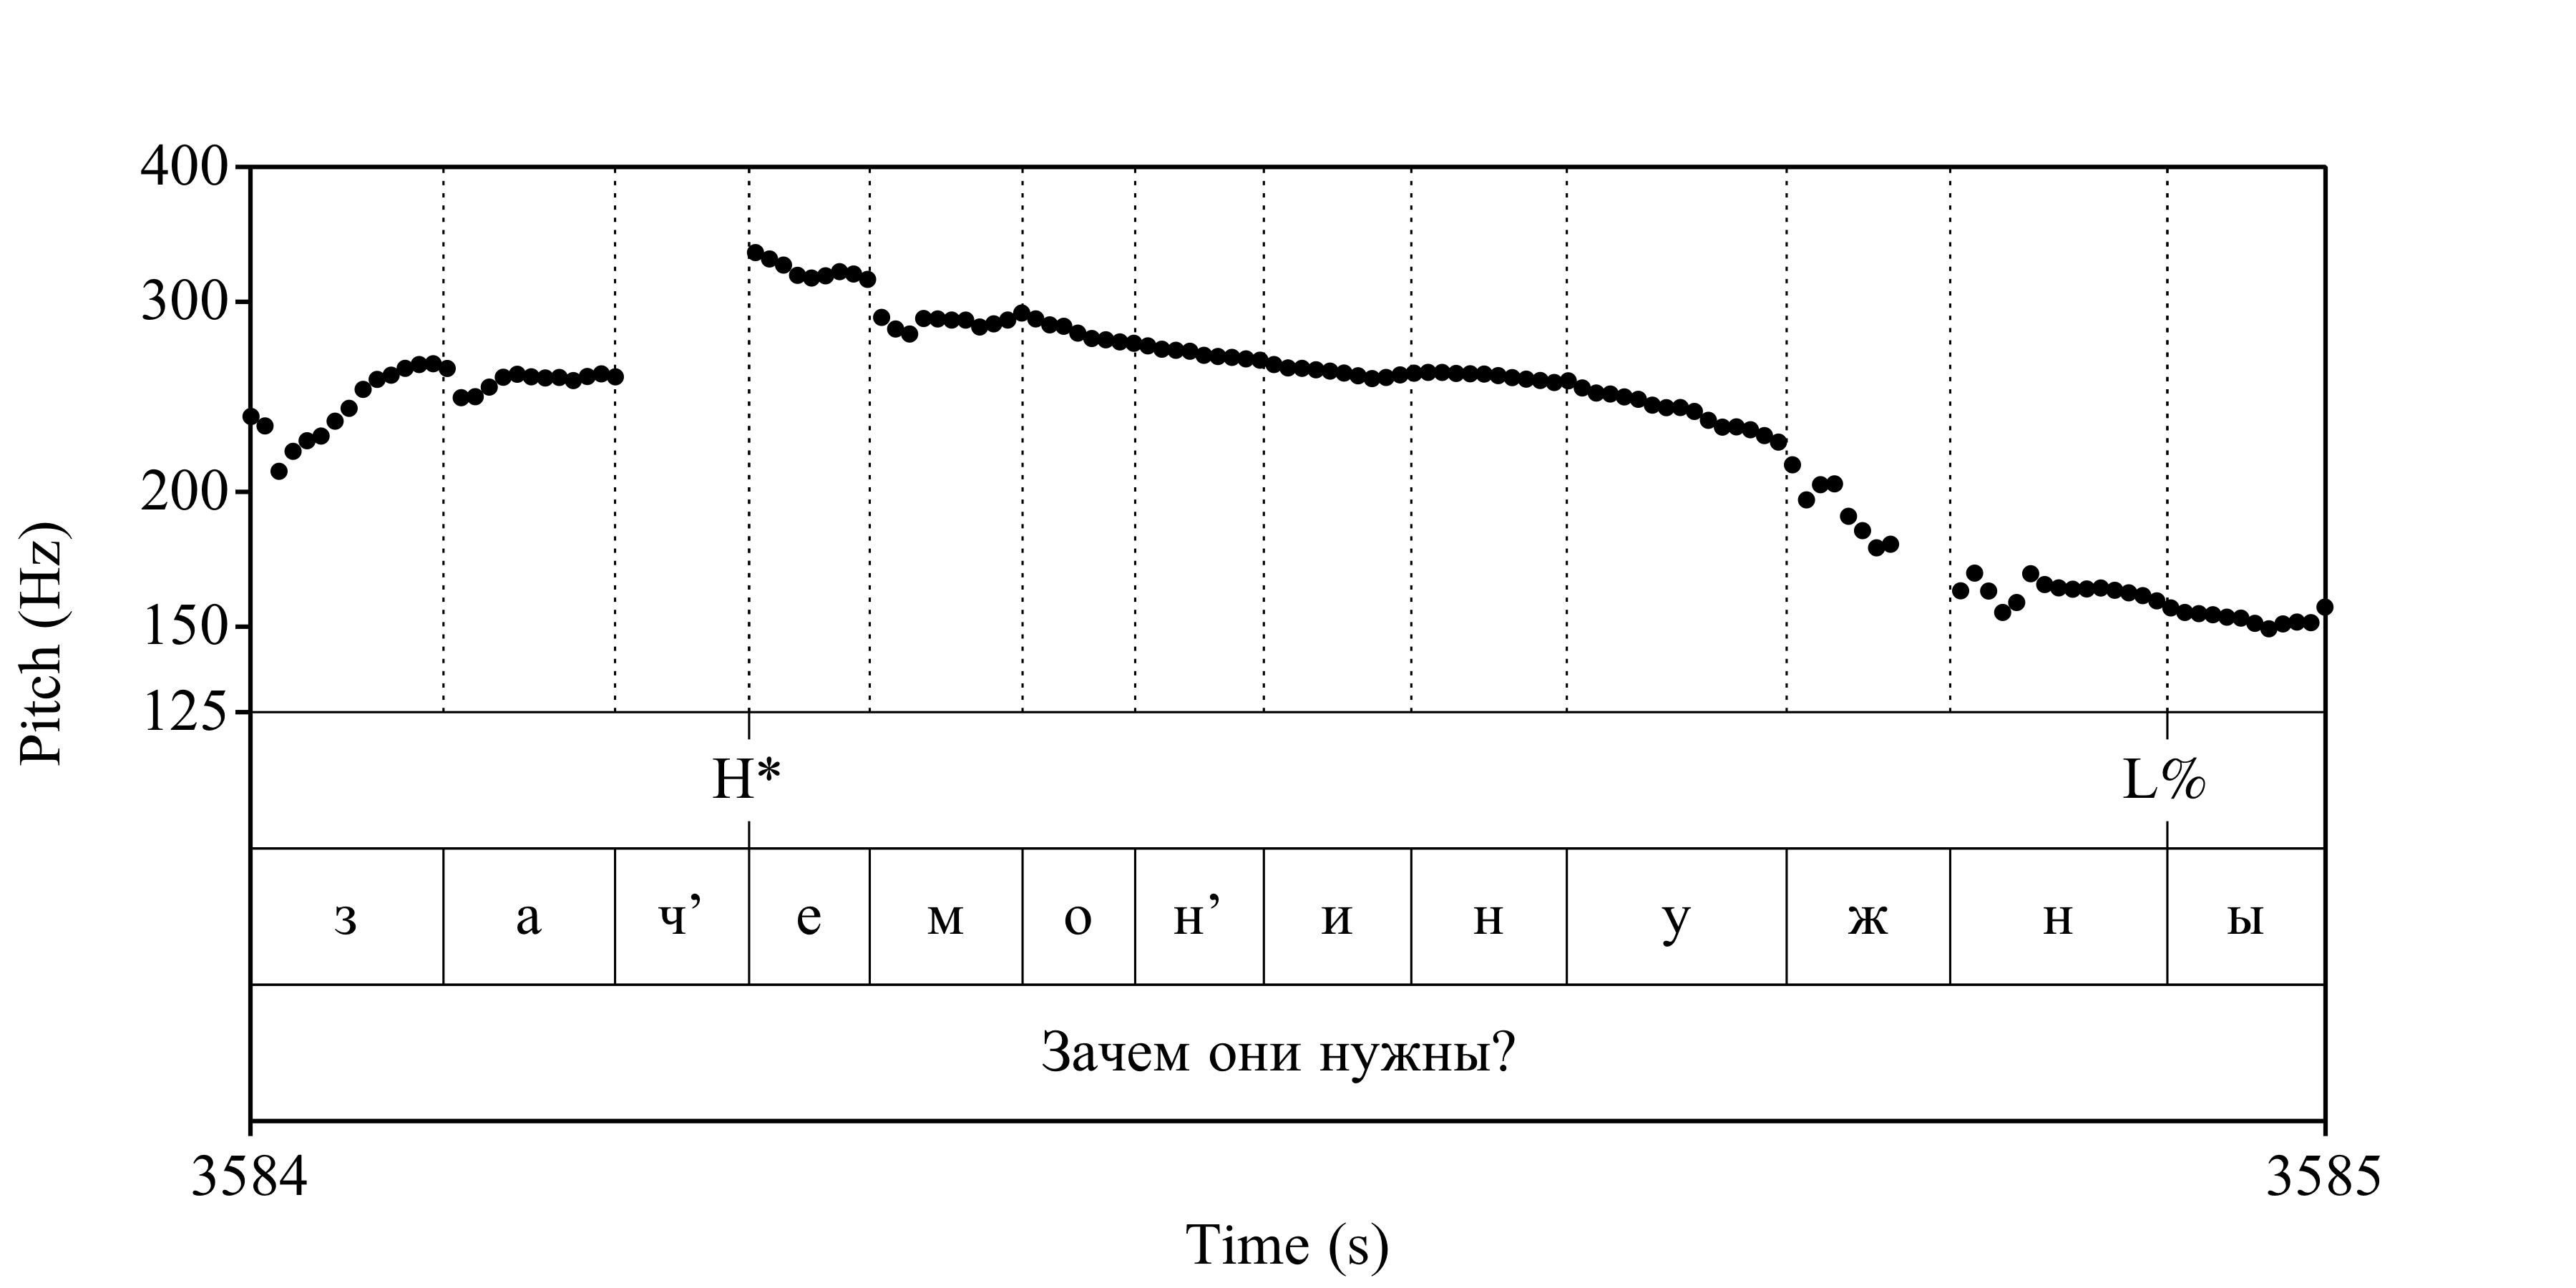 400
300
200
150
125
Pitch (Hz)
H* L%
з а ч’ е м о н’ и н у ж н ы
Зачем они нужны?
3584 3585
Time (s)